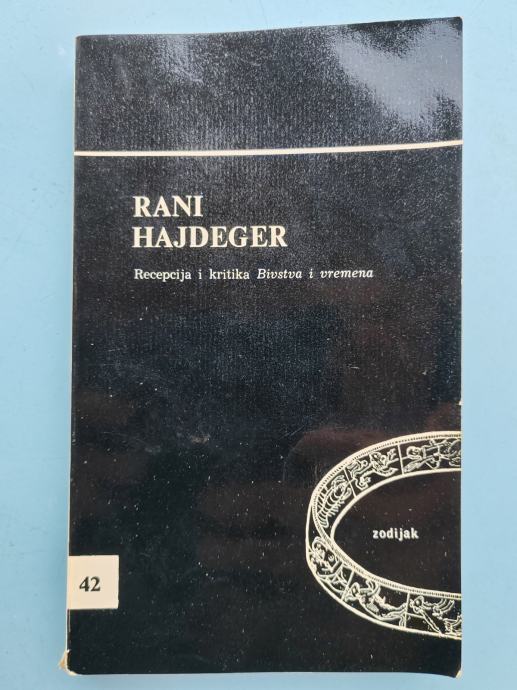 RANI
HAJDEGER
Recepcija i kritika Bivstva i vremena
zodijak
42